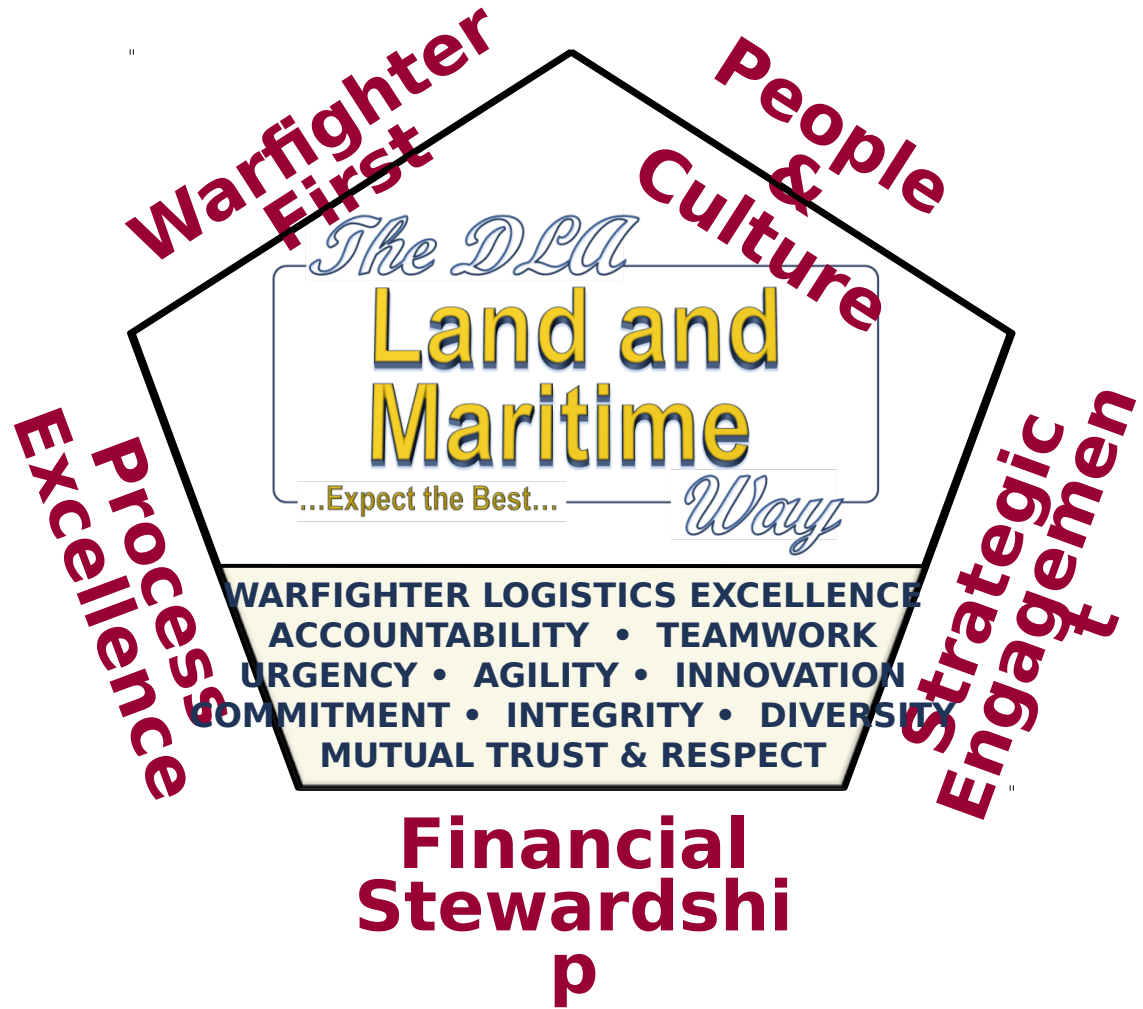 "
Warfighter
First
People
&
Culture
The DLA
Land and
Maritime
...Expect the Best...
Way
Process
Excellence
Strategic
Engagemen
t
WARFIGHTER LOGISTICS EXCELLENCE
ACCOUNTABILITY • TEAMWORK
URGENCY • AGILITY • INNOVATION
COMMITMENT • INTEGRITY • DIVERSITY
MUTUAL TRUST & RESPECT
"
Financial
Stewardshi
p